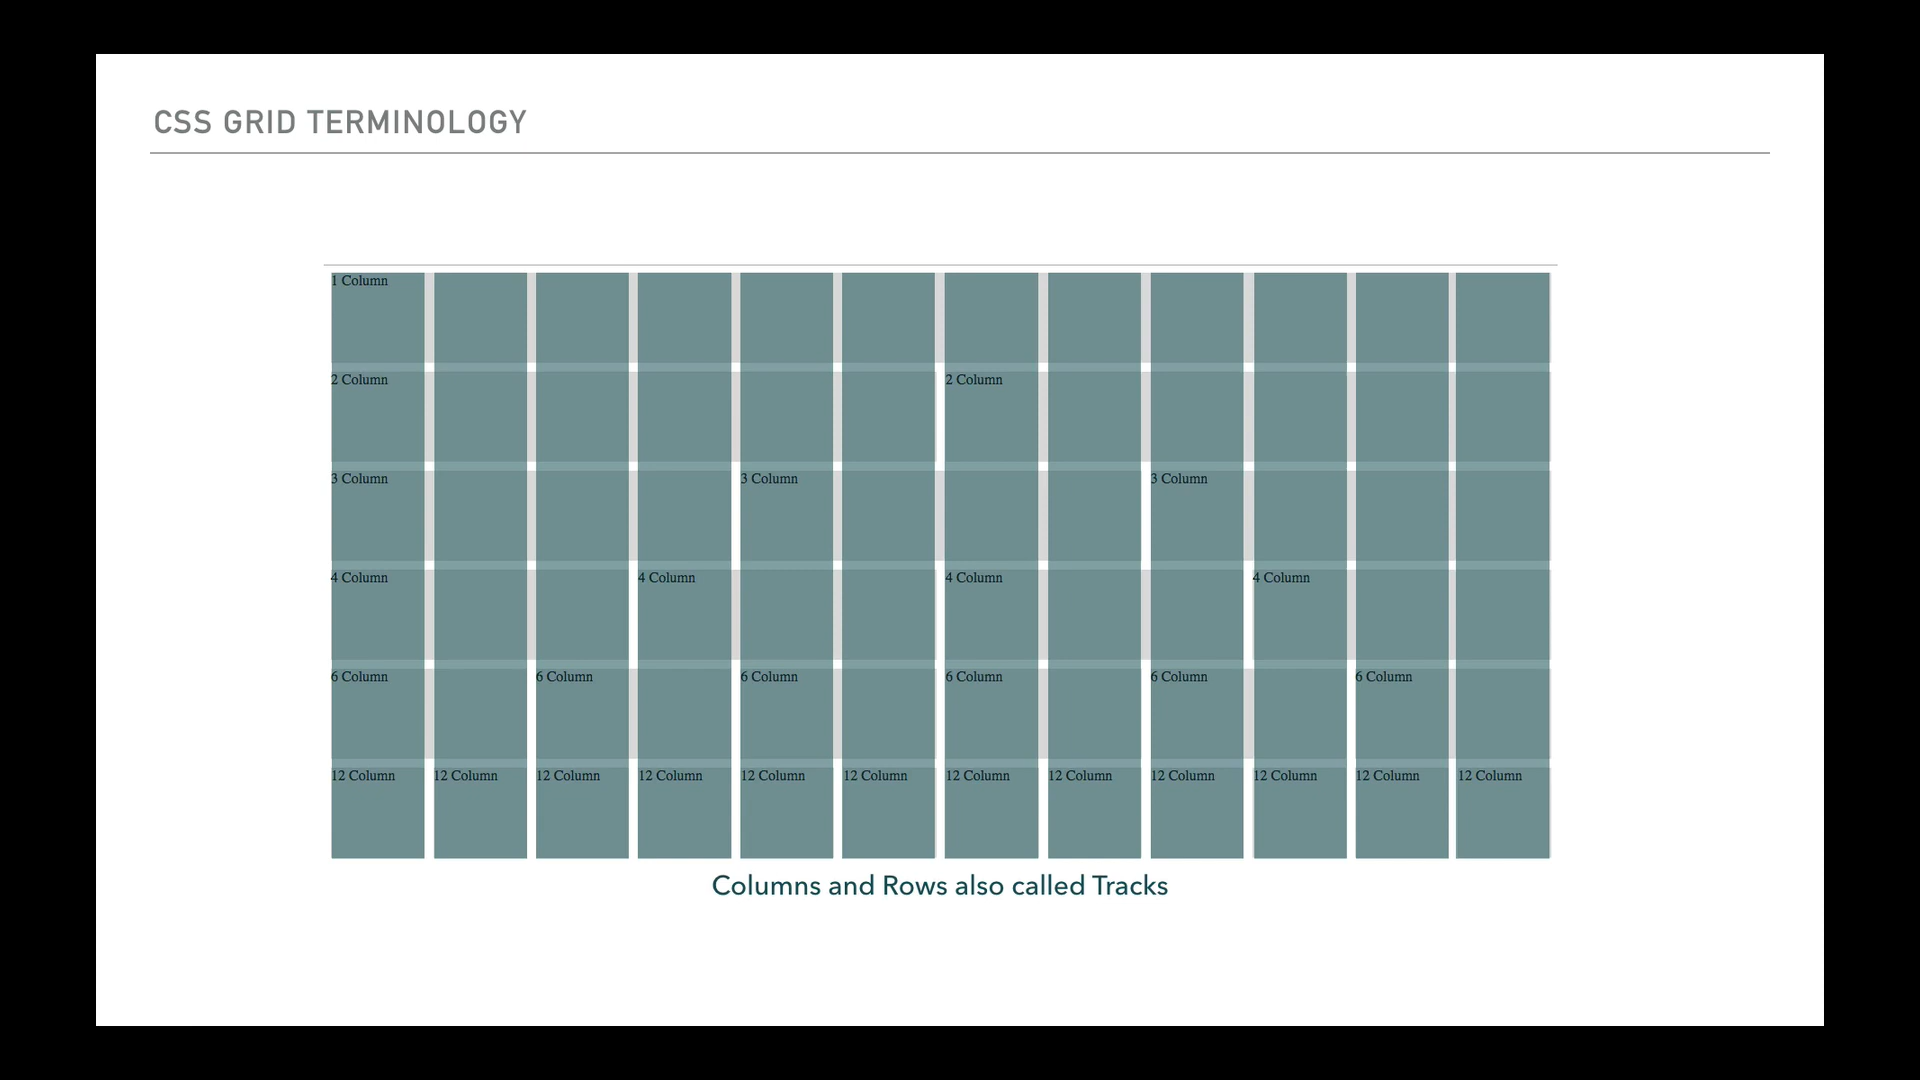 CSS GRID TERMINOLOGY
1 Column
2 Column 2 Column
3 Column 3 Column 3 Column
4 Column 4 Column 4 Column 4 Column
6 Column 6 Column 6 Column 6 Column 6 Column 6 Column
12 Column 12 Column 12 Column 12 Column 12 Column 12 Column 12 Column 12 Column 12 Column 12 Column 12 Column 12 Column
Columns and Rows also called Tracks